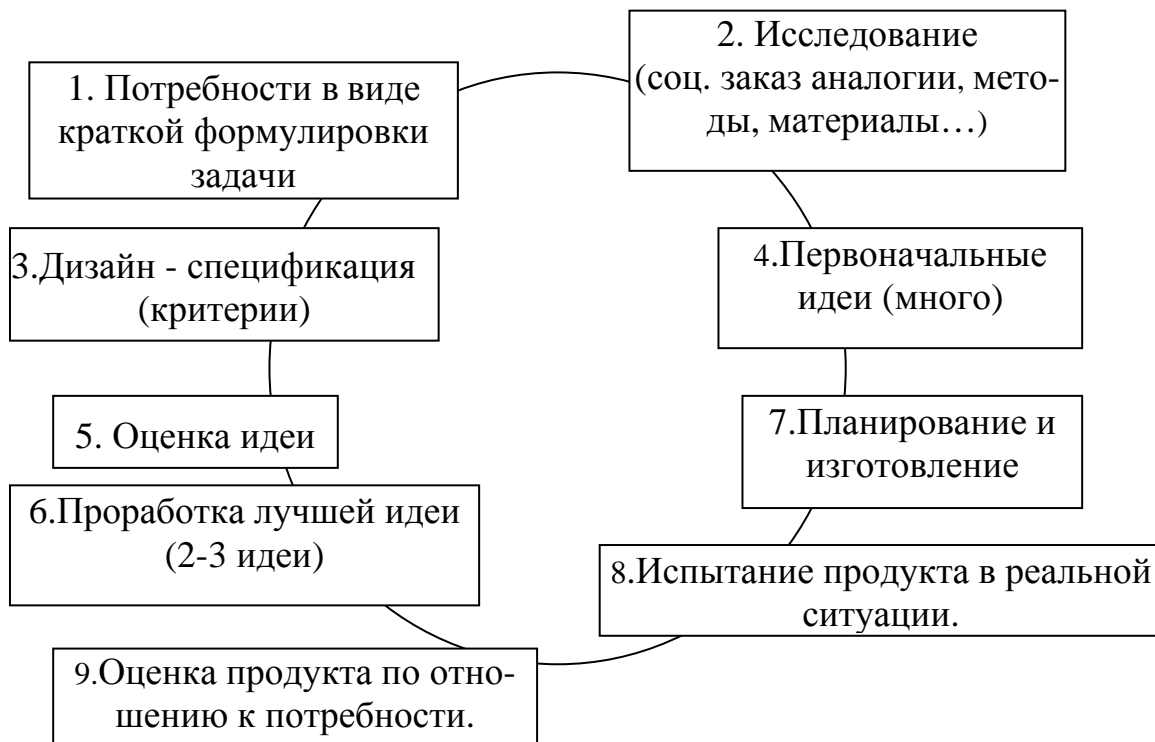 1. Потребности в виде
краткой формулировки
задачи
2. Исследование
(соц. заказ аналогии, мето-
ды, материалы…)
3.Дизайн - спецификация
(критерии)
4.Первоначальные
идеи (много)
5. Оценка идеи
6.Проработка лучшей идеи
(2-3 идеи)
7.Планирование и
изготовление
8.Испытание продукта в реальной
ситуации.
9.Оценка продукта по отно-
шению к потребности.